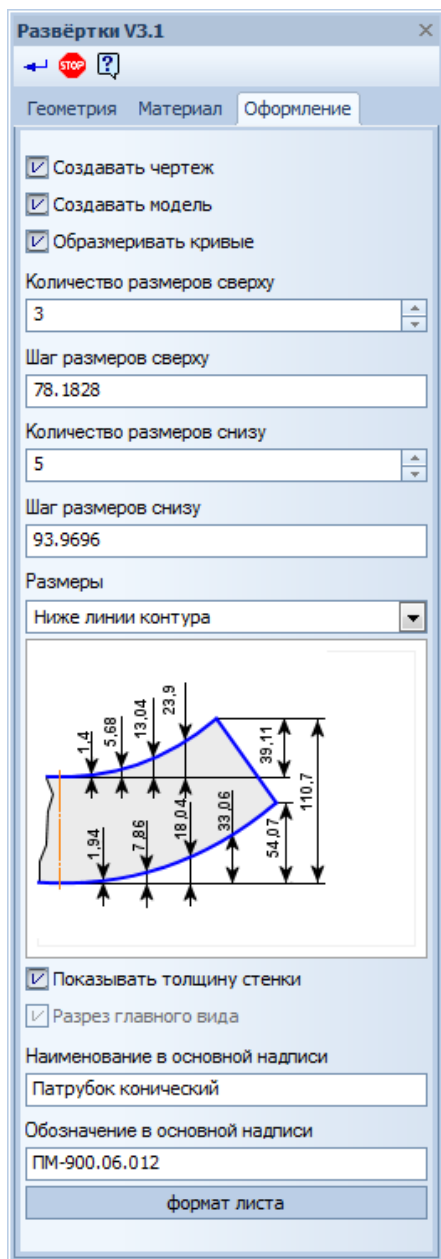 Развёртки V3.1
STOP
Геометрия Материал Оформление
Создавать чертеж
Создавать модель
Образмеривать кривые
Количество размеров сверху
3
Шаг размеров сверху
78.1828
Количество размеров снизу
5
Шаг размеров снизу
93.9696
Размеры
Ниже линии контура
1,4
5,68
13,04
23,9
39,11
110,7
1,94
7,86
18,04
33,06
54,07
Показывать толщину стенки
Разрез главного вида
Наименование в основной надписи
Патрубок конический
Обозначение в основной надписи
ПМ-900.06.012
формат листа